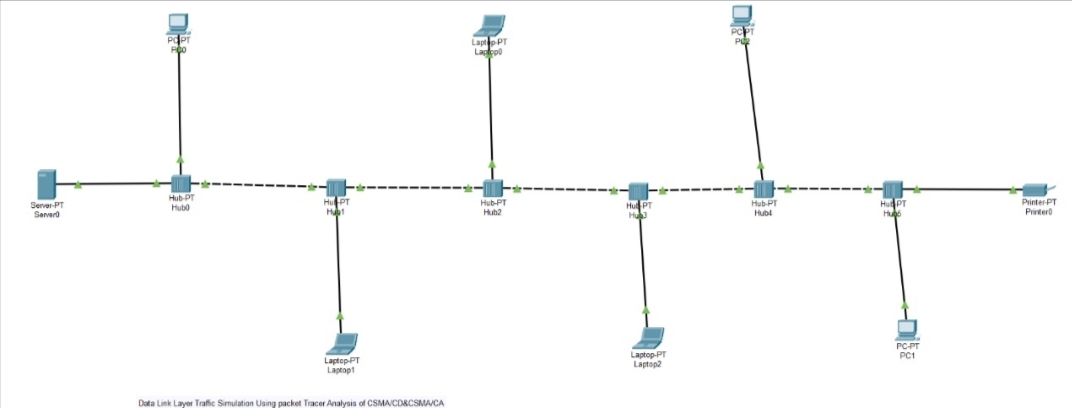 PC-PT
PC0
Laptop-PT
Laptop0
PC-PT
PC2
Server-PT
Server0
Hub-PT
Hub0
Hub-PT
Hub1
Hub-PT
Hub2
Hub-PT
Hub3
Hub-PT
Hub4
Hub-PT
Hub5
Printer-PT
Printer0
Laptop-PT
Laptop1
Laptop-PT
Laptop2
PC-PT
PC1
Data Link Layer Traffic Simulation Using packet Tracer Analysis of CSMA/CD&CSMA/CA